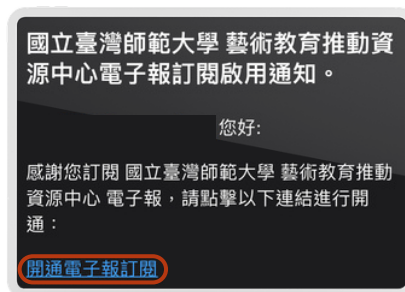 國立臺灣師範大學 藝術教育推動資
源中心電子報訂閱啟用通知。
您好:
感謝您訂閱 國立臺灣師範大學 藝術教育推動
資源中心 電子報，請點擊以下連結進行開
通：
開通電子報訂閱